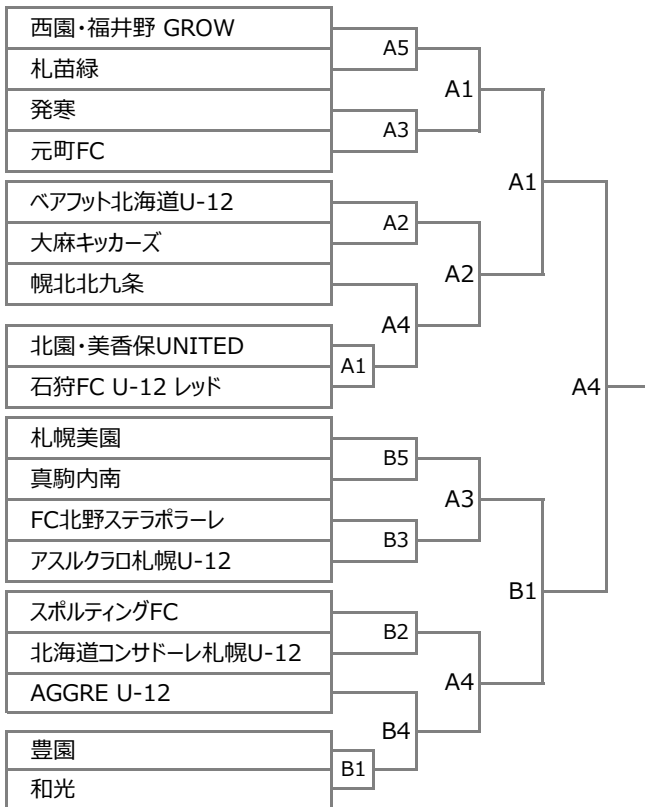 西園・福井野 GROW
札苗緑
発寒
元町FC
ベアフット北海道U-12
大麻キッカーズ
幌北北九条
北園・美香保UNITED
石狩FC U-12 レッド
札幌美園
真駒内南
FC北野ステラポラーレ
アスルクラロ札幌U-12
スポルティングFC
北海道コンサドーレ札幌U-12
AGGRE U-12
豊園
和光
A5
A3
A2
A4
A1
B5
B3
B2
B4
B1
A1
A2
A3
A4
A1
B1
A4